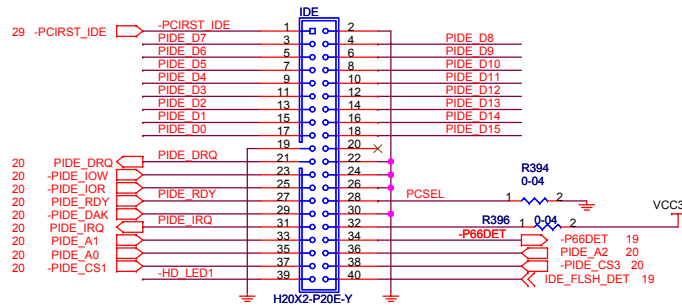 IDE
29 -PCIRST_IDE -PCIRST_IDE 1 2
PIDE_D7 3 4 PIDE_D8
PIDE_D6 5 6 PIDE_D9
PIDE_D5 7 8 PIDE_D10
PIDE_D4 9 10 PIDE_D11
PIDE_D3 11 12 PIDE_D12
PIDE_D2 13 14 PIDE_D13
PIDE_D1 15 16 PIDE_D14
PIDE_D0 17 18 PIDE_D15
19 20
20 PIDE_DRQ PIDE_DRQ 21 22
20 -PIDE_IOW 23 24
20 -PIDE_IOR 25 26
20 PIDE_RDY PIDE_RDY 27 28 PCSEL 1 R394 0-04 2
20 -PIDE_DAK 29 30
VCC3
20 PIDE_IRQ PIDE_IRQ 31 32 R396 1 0-04 2
20 PIDE_A1 33 34 -P66DET -P66DET 19
20 PIDE_A0 35 36 PIDE_A2 20
20 -PIDE_CS1 37 38 -PIDE_CS3 20
-HD_LED1 39 40 IDE_FLSH_DET 19
H20X2-P20E-Y